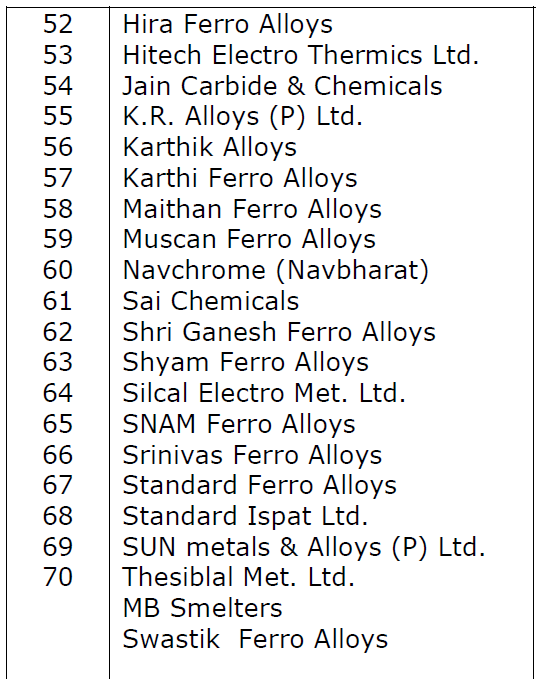 52 Hira Ferro Alloys
53 Hitech Electro Thermics Ltd.
54 Jain Carbide & Chemicals
55 K.R. Alloys (P) Ltd.
56 Karthik Alloys
57 Karthi Ferro Alloys
58 Maithan Ferro Alloys
59 Muscan Ferro Alloys
60 Navchrome (Navbharat)
61 Sai Chemicals
62 Shri Ganesh Ferro Alloys
63 Shyam Ferro Alloys
64 Silcal Electro Met. Ltd.
65 SNAM Ferro Alloys
66 Srinivas Ferro Alloys
67 Standard Ferro Alloys
68 Standard Ispat Ltd.
69 SUN metals & Alloys (P) Ltd.
70 Thesiblal Met. Ltd.
MB Smelters
Swastik  Ferro Alloys